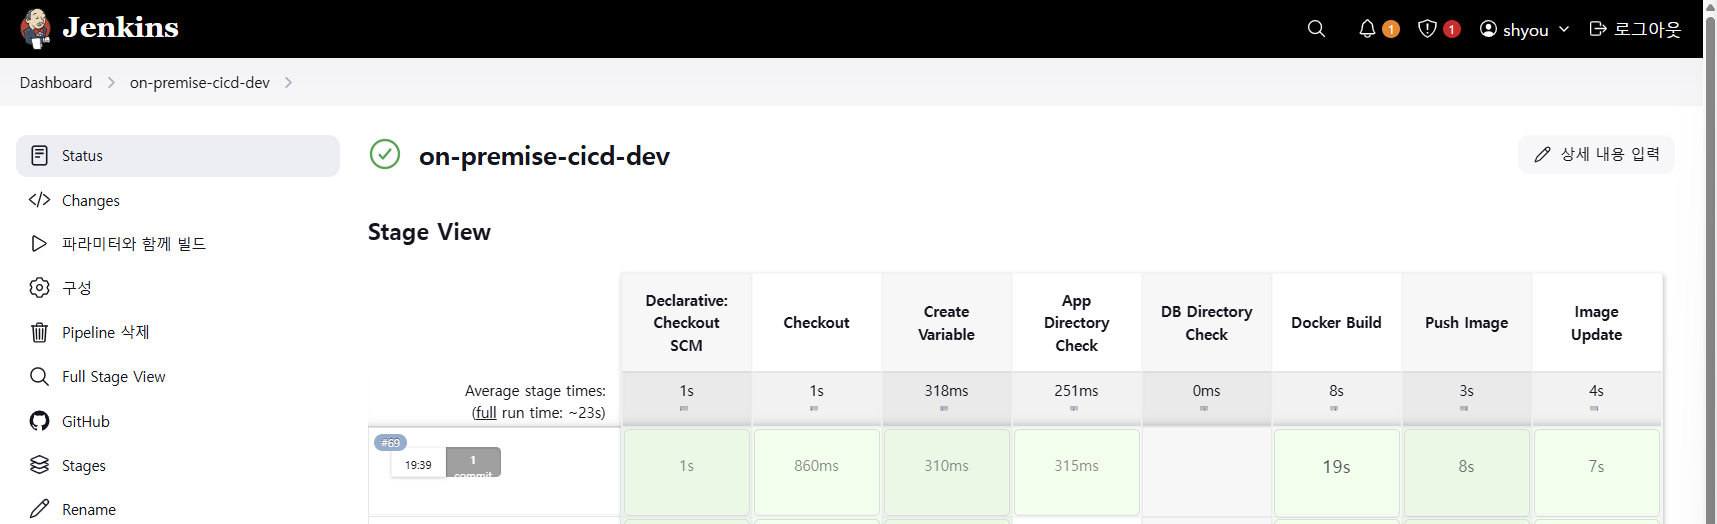 Jenkins
1
1
shyou
로그아웃
Dashboard
on-premise-cicd-dev
Status
Changes
파라미터와 함께 빌드
구성
Pipeline 삭제
Full Stage View
GitHub
Stages
Rename
on-premise-cicd-dev
상세 내용 입력
Stage View
Declarative:
Checkout
SCM
Checkout
Create
Variable
App
Directory
Check
DB Directory
Check
Docker Build
Push Image
Image
Update
Average stage times:
(full run time: ~23s)
1s
1s
318ms
251ms
0ms
8s
3s
4s
#69
19:39
1
commit
1s
860ms
310ms
315ms
19s
8s
7s